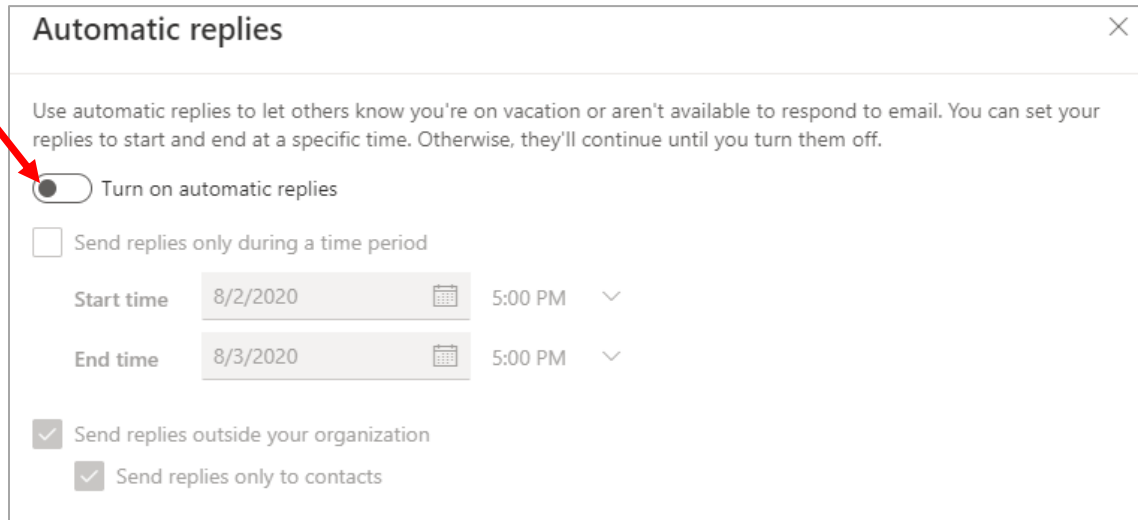 Automatic replies
Use automatic replies to let others know you're on vacation or aren't available to respond to email. You can set your
replies to start and end at a specific time. Otherwise, they'll continue until you turn them off.
Turn on automatic replies
Send replies only during a time period
Start time 8/2/2020 5:00 PM
End time 8/3/2020 5:00 PM
Send replies outside your organization
Send replies only to contacts